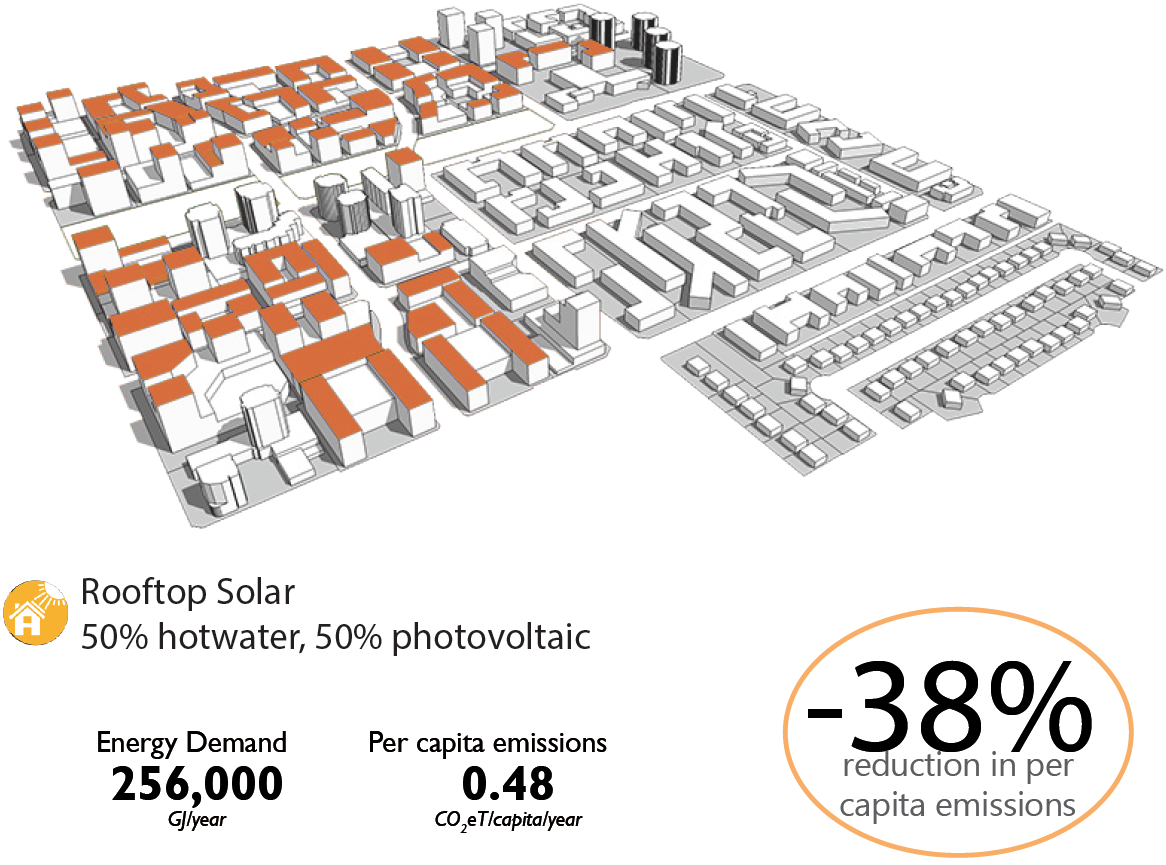 Rooftop Solar
50% hotwater, 50% photovoltaic
Energy Demand
256,000
GJ/year
Per capita emissions
0.48
CO₂eT/capita/year
-38%
reduction in per
capita emissions